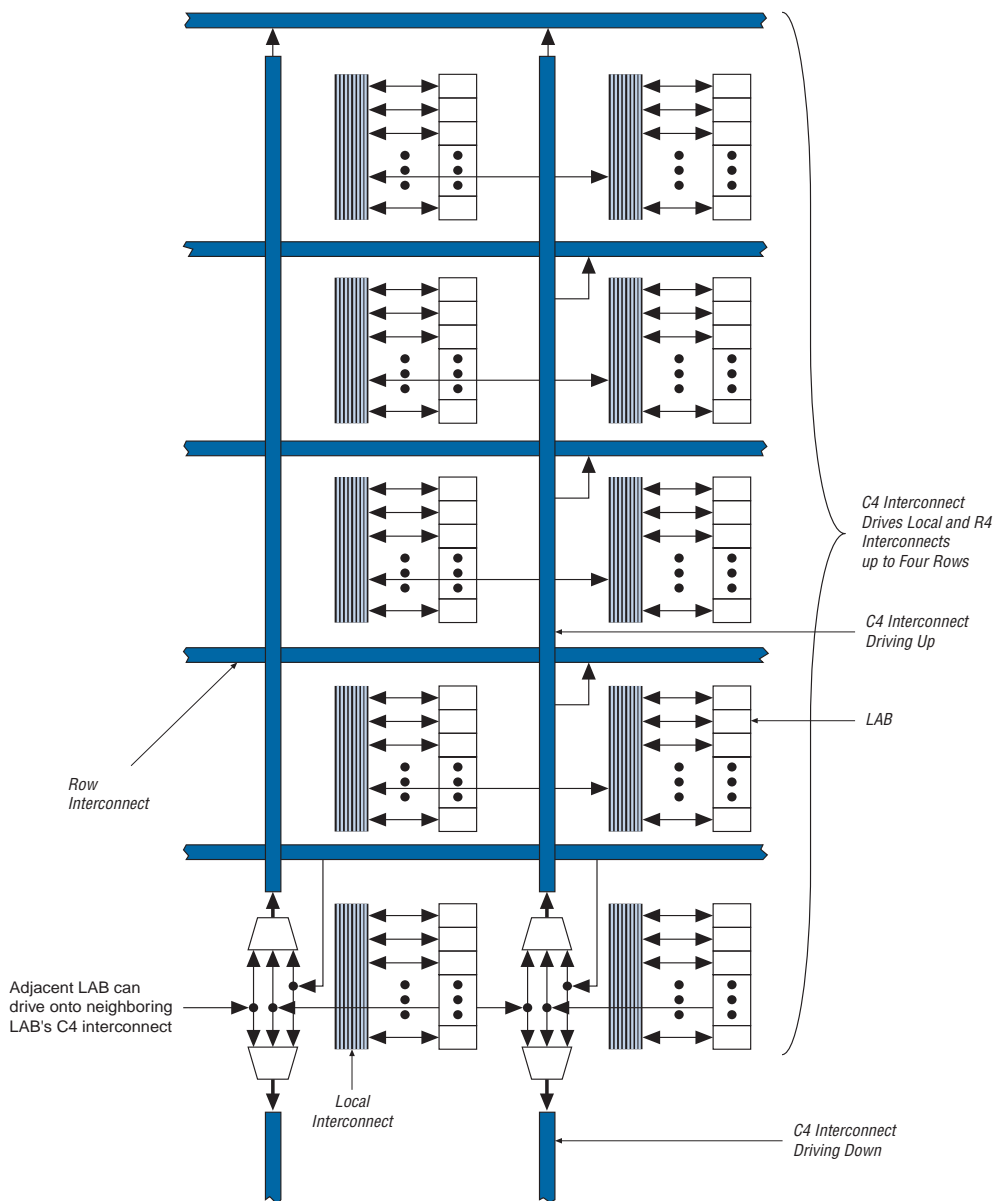 C4 Interconnect
Drives Local and R4
Interconnects
up to Four Rows
C4 Interconnect
Driving Up
LAB
Row
Interconnect
Adjacent LAB can
drive onto neighboring
LAB's C4 interconnect
Local
Interconnect
C4 Interconnect
Driving Down